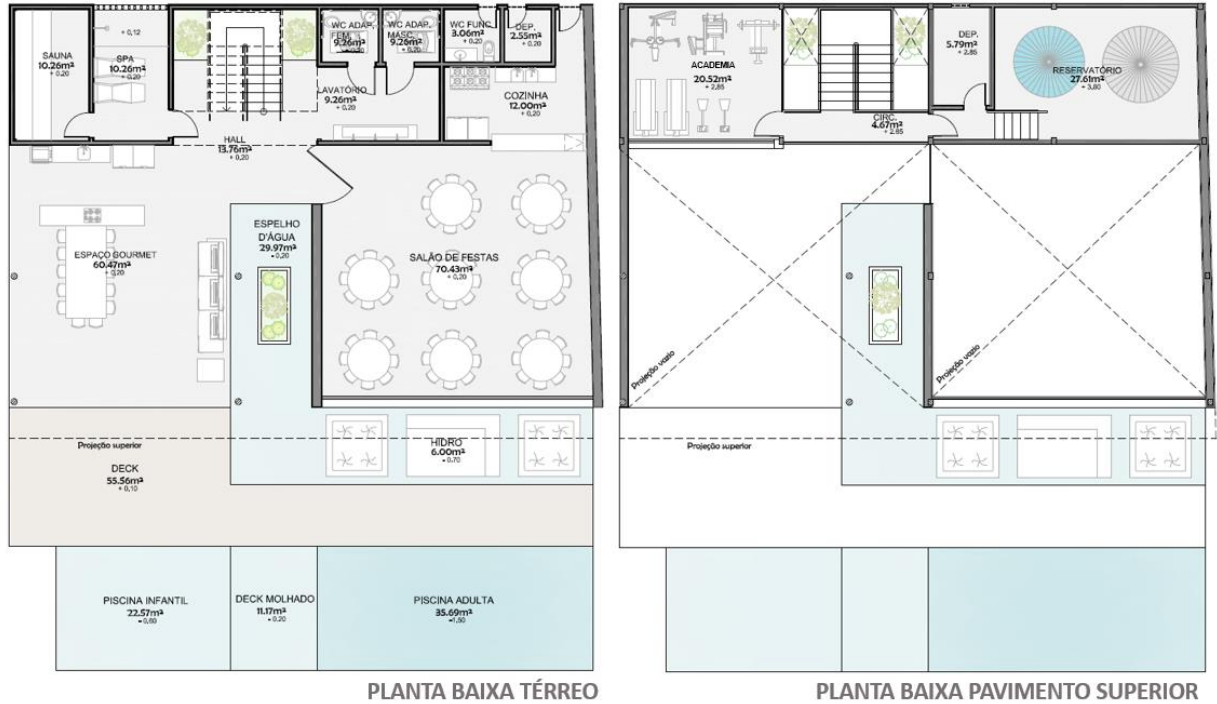 SAUNA
10.26m²
+ 0,20
+ 0,12
SPA
10.26m²
+ 0,20
WC ADAP.
FEM.
9.26m²
+ 0,20
WC ADAP.
MASC.
9.26m²
+ 0,20
WC FUNC.
3.06m²
+ 0,20
DEP.
2.55m²
+ 0,20
LAVATÓRIO
9.26m²
+ 0,20
COZINHA
12.00m²
+ 0,20
HALL
13.76m²
+ 0,20
ESPAÇO GOURMET
60.47m²
+ 0,20
ESPELHO
D'ÁGUA
29.97m²
- 0,20
SALÃO DE FESTAS
70.43m²
+ 0,20
Projeção superior
DECK
55.56m²
+ 0,10
HIDRO
6.00m²
- 0,70
PISCINA INFANTIL
22.57m²
- 0,60
DECK MOLHADO
11.17m²
- 0,20
PISCINA ADULTA
35.69m²
-1,50
PLANTA BAIXA TÉRREO
ACADEMIA
20.52m²
+ 2,85
DEP.
5.79m²
+ 2,85
RESERVATÓRIO
27.61m²
+ 3,80
CIRC.
4.67m²
+ 2,85
Projeção vazio
Projeção vazio
Projeção superior
PLANTA BAIXA PAVIMENTO SUPERIOR